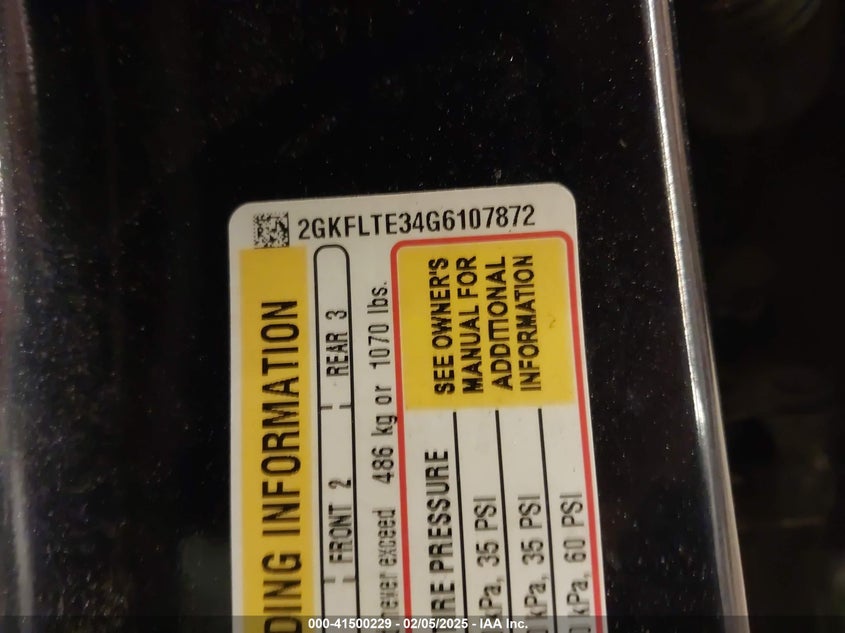 2GKFLTE34G6107872
DING INFORMATION
FRONT 2 REAR 3
never exceed 486 kg or 1070 lbs.
RE PRESSURE
kPa, 35 PSI
kPa, 35 PSI
kPa, 60 PSI
SEE OWNER'S
MANUAL FOR
ADDITIONAL
INFORMATION
000-41500229 - 02/05/2025 - IAA Inc.